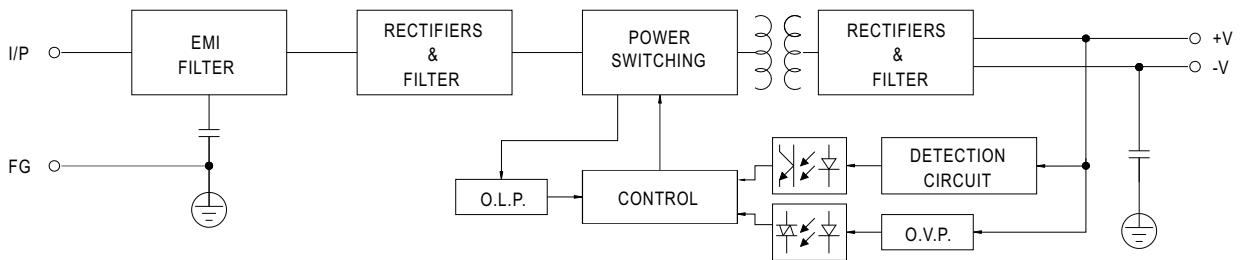 I/P
EMI
FILTER
RECTIFIERS
&
FILTER
POWER
SWITCHING
RECTIFIERS
&
FILTER
+V
-V
FG
O.L.P.
CONTROL
DETECTION
CIRCUIT
O.V.P.